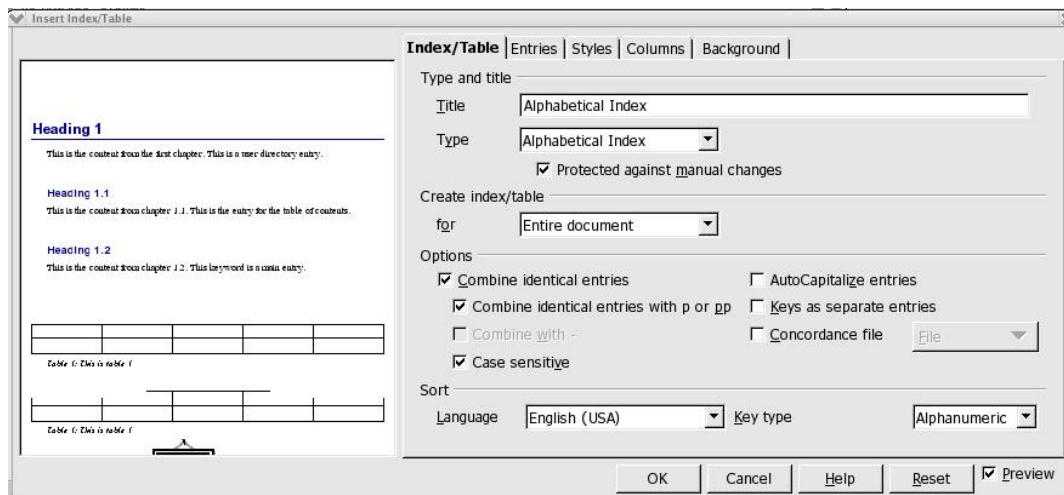 Insert Index/Table
Heading 1
This is the content from the first chapter. This is a user directory entry.
Heading 1.1
This is the content from chapter 1.1. This is the entry for the table of contents.
Heading 1.2
This is the content from chapter 1.2. This keyword is a main entry.
Table 1: This is table 1
Table 1: This is table 1
Index/Table Entries Styles Columns Background
Type and title
Title Alphabetical Index
Type Alphabetical Index
Protected against manual changes
Create index/table
for Entire document
Options
Combine identical entries AutoCapitalize entries
Combine identical entries with p or pp Keys as separate entries
Combine with - Concordance file File
Case sensitive
Sort
Language English (USA) Key type Alphanumeric
OK Cancel Help Reset Preview